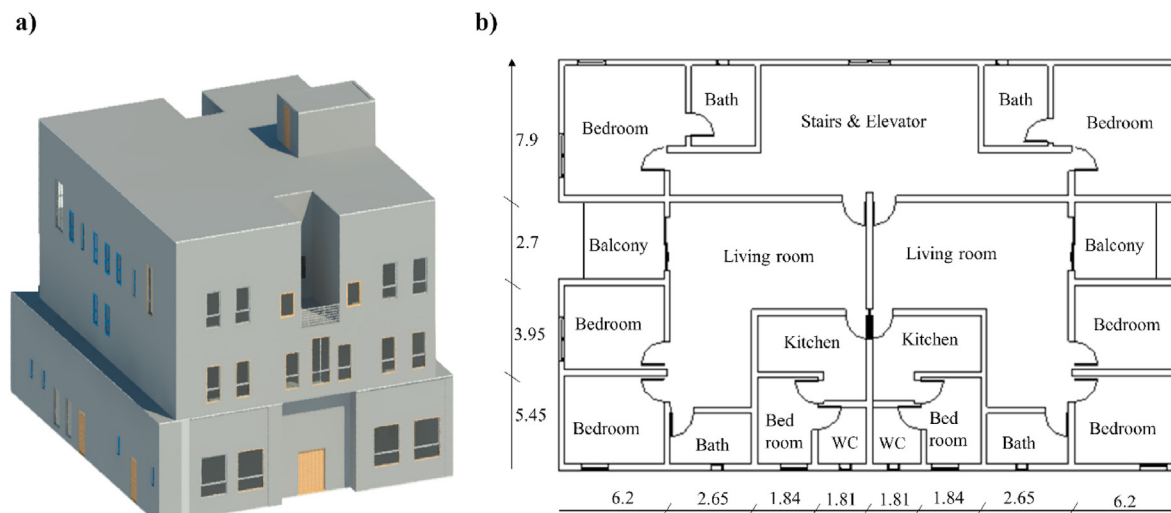 a)
b)
7.9
2.7
3.95
5.45
Bedroom
Bath
Stairs & Elevator
Bath
Bedroom
Balcony
Living room
Living room
Balcony
Bedroom
Kitchen
Kitchen
Bedroom
Bedroom
Bath
Bed
room
WC
WC
Bed
room
Bath
Bedroom
6.2
2.65
1.84
1.81
1.81
1.84
2.65
6.2